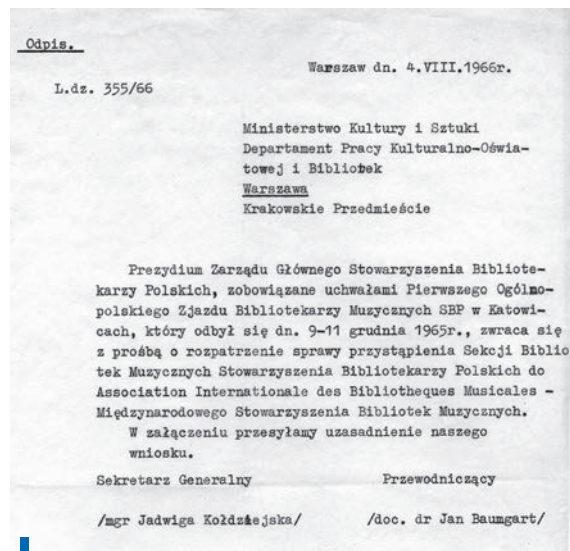 Odpis.
Warszaw dn. 4.VIII.1966r.
L.dz. 355/66
Ministerstwo Kultury i Sztuki
Departament Pracy Kulturalno-Oświa-
towej i Bibliotek
Warszawa
Krakowskie Przedmieście
Prezydium Zarządu Głównego Stowarzyszenia Bibliote-
karzy Polskich, zobowiązane uchwałami Pierwszego Ogólno-
polskiego Zjazdu Bibliotekarzy Muzycznych SBP w Katowi-
cach, który odbył się dn. 9-11 grudnia 1965r., zwraca się
z prośbą o rozpatrzenie sprawy przystąpienia Sekcji Biblio
tek Muzycznych Stowarzyszenia Bibliotekarzy Polskich do
Association Internationale des Bibliotheques Musicales -
Międzynarodowego Stowarzyszenia Bibliotek Muzycznych.
W załączeniu przesyłamy uzasadnienie naszego
wniosku.
Sekretarz Generalny Przewodniczący
/mgr Jadwiga Kołdziejska/ /doc. dr Jan Baumgart/